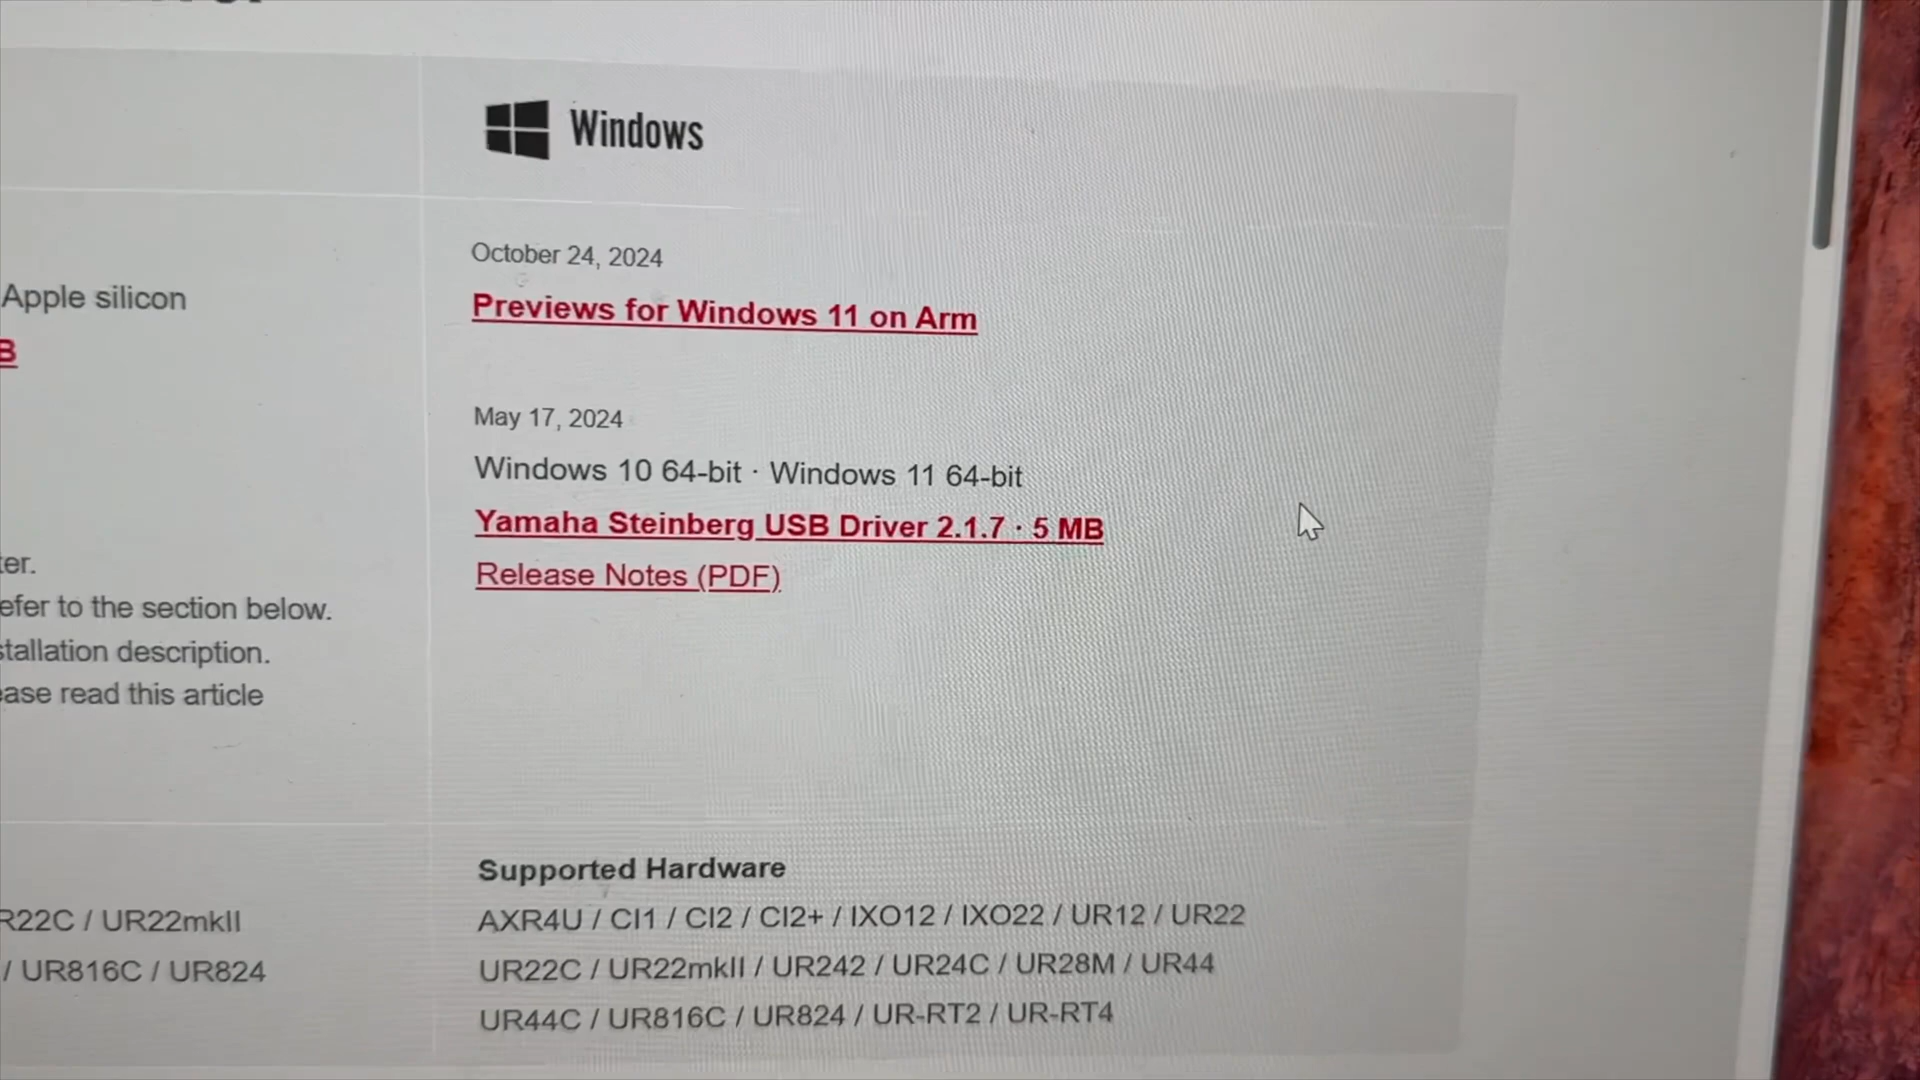 Windows
October 24, 2024
Previews for Windows 11 on Arm
May 17, 2024
Windows 10 64-bit · Windows 11 64-bit
Yamaha Steinberg USB Driver 2.1.7 · 5 MB
Release Notes (PDF)
Supported Hardware
AXR4U / CI1 / CI2 / CI2+ / IXO12 / IXO22 / UR12 / UR22
UR22C / UR22mkII / UR242 / UR24C / UR28M / UR44
UR44C / UR816C / UR824 / UR-RT2 / UR-RT4
Apple silicon
B
er.
efer to the section below.
stallation description.
ease read this article
R22C / UR22mkII
/ UR816C / UR824